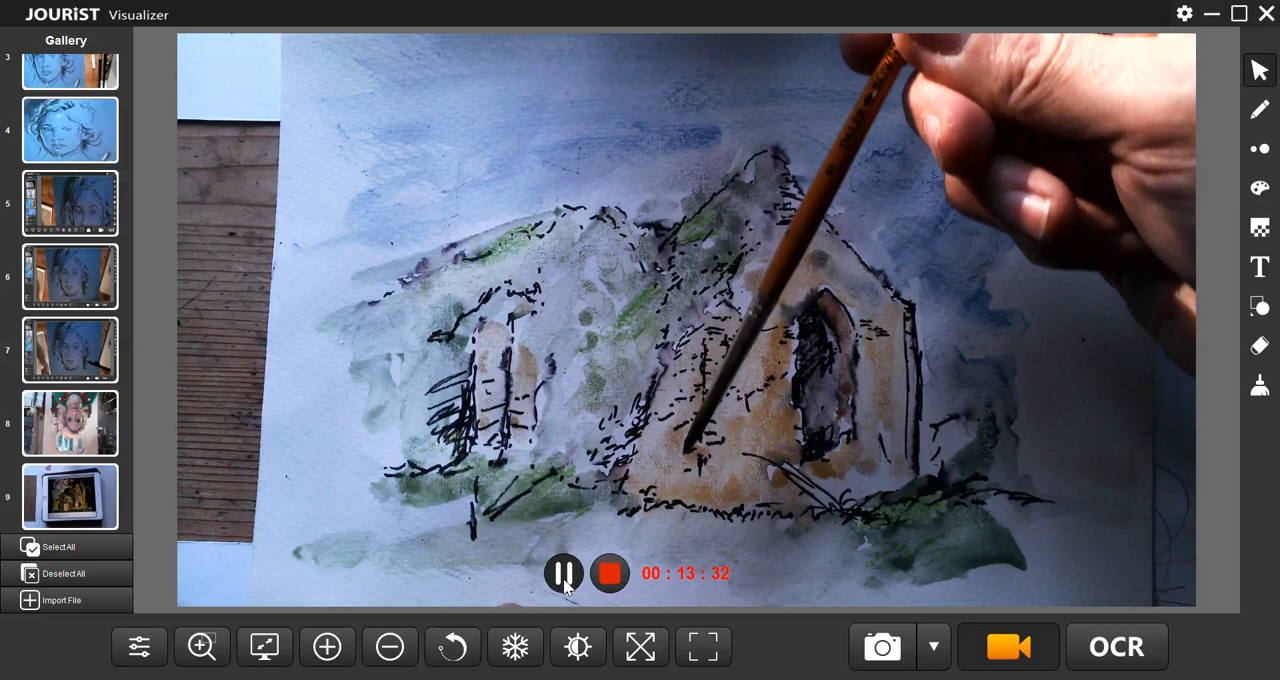 JOURiST Visualizer
Gallery
3
4
5
6
7
8
9
Select All
Deselect All
Import File
00 : 13 : 32
T
OCR